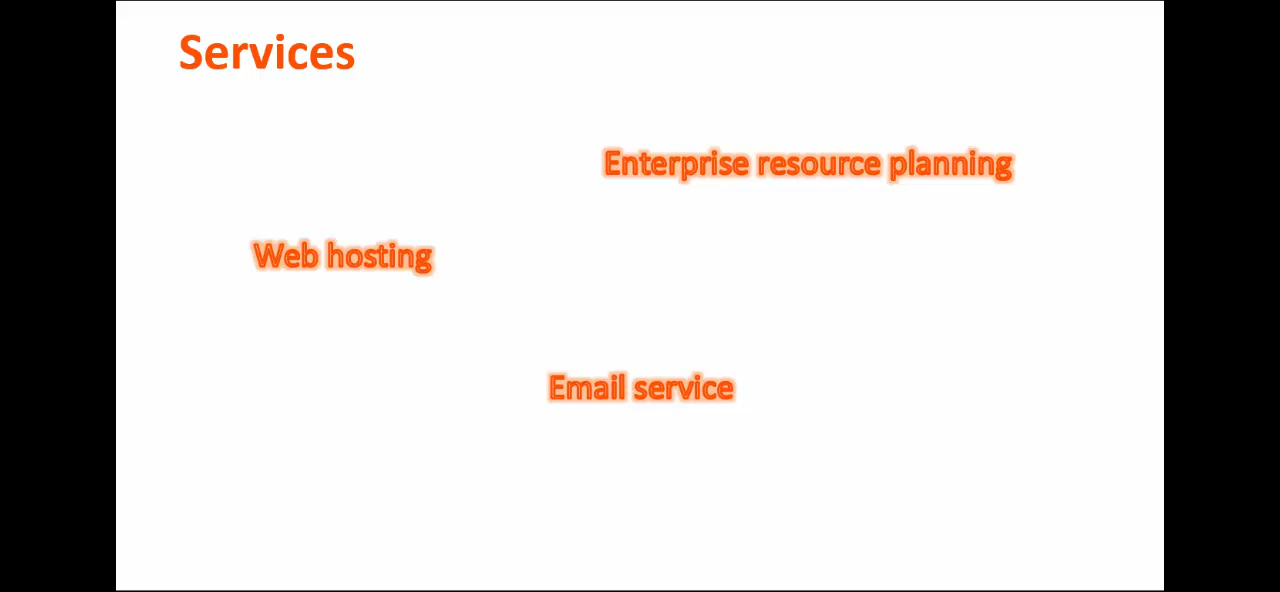 Services
Enterprise resource planning
Web hosting
Email service